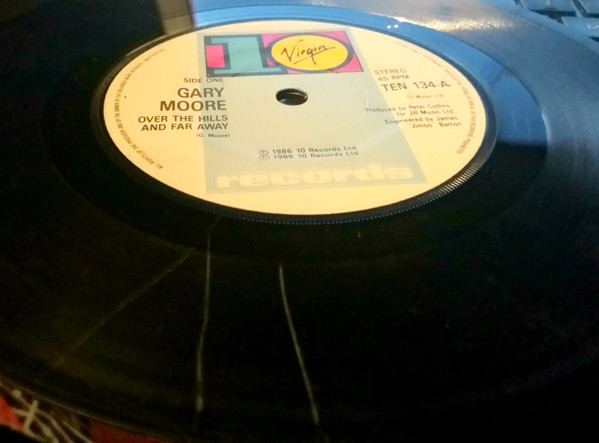 10
Virgin
SIDE ONE
GARY
MOORE
OVER THE HILLS
AND FAR AWAY
(G. Moore)
STEREO
45 RPM
TEN 134-A
Produced by Peter Collins
for Jill Music Ltd
Engineered by James
'Jimbo' Barton
℗ 1986 10 Records Ltd
© 1986 10 Records Ltd
records